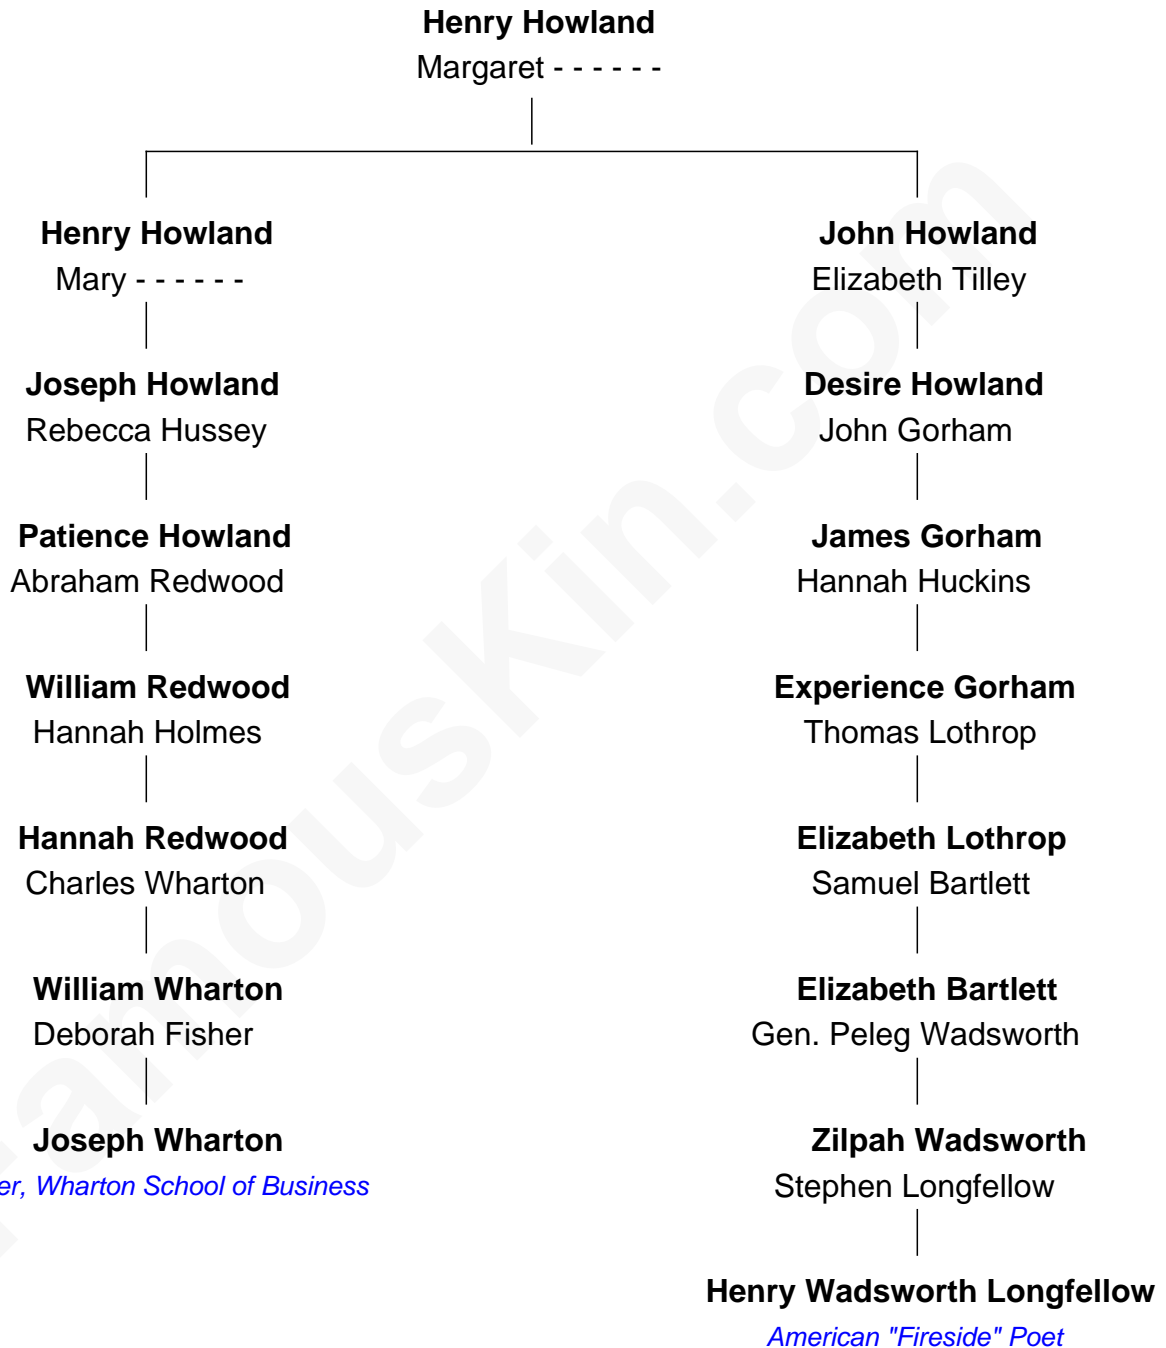 Henry Howland
Margaret - - - - - -
Henry Howland
Mary - - - - - -
Joseph Howland
Rebecca Hussey
Patience Howland
Abraham Redwood
William Redwood
Hannah Holmes
Hannah Redwood
Charles Wharton
William Wharton
Deborah Fisher
Joseph Wharton
er, Wharton School of Business
John Howland
Elizabeth Tilley
Desire Howland
John Gorham
James Gorham
Hannah Huckins
Experience Gorham
Thomas Lothrop
Elizabeth Lothrop
Samuel Bartlett
Elizabeth Bartlett
Gen. Peleg Wadsworth
Zilpah Wadsworth
Stephen Longfellow
Henry Wadsworth Longfellow
American "Fireside" Poet
FamousKin.com